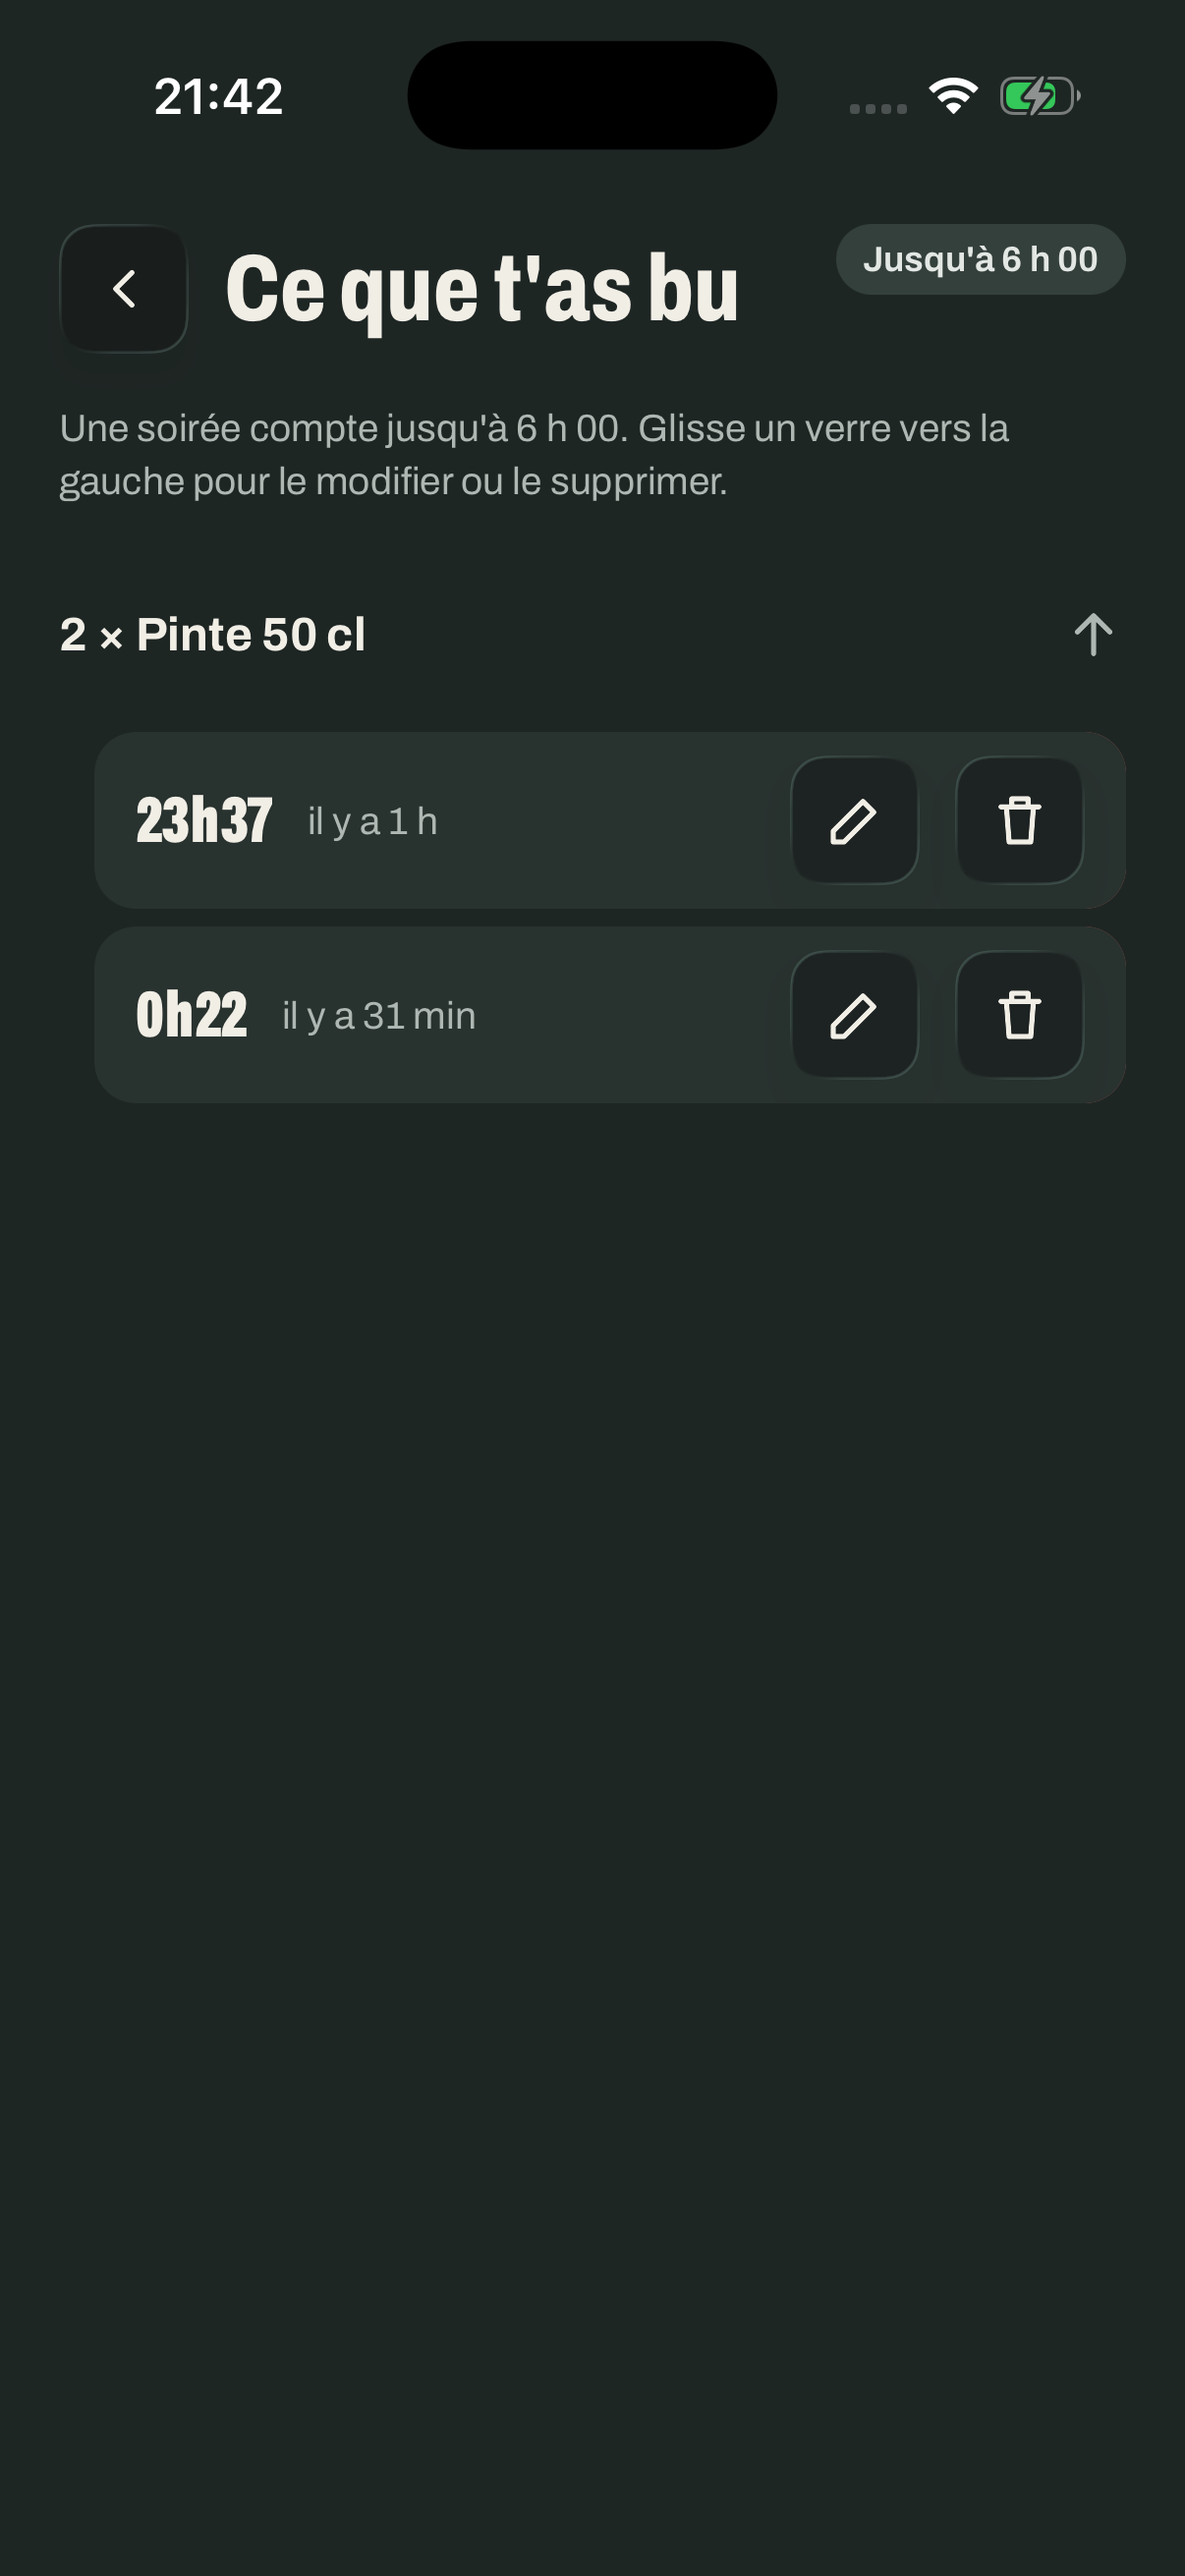 21:42
Ce que t'as bu
Jusqu'à 6 h 00
Une soirée compte jusqu'à 6 h 00. Glisse un verre vers la
gauche pour le modifier ou le supprimer.
2 × Pinte 50 cl
23h37 il y a 1 h
0h22 il y a 31 min